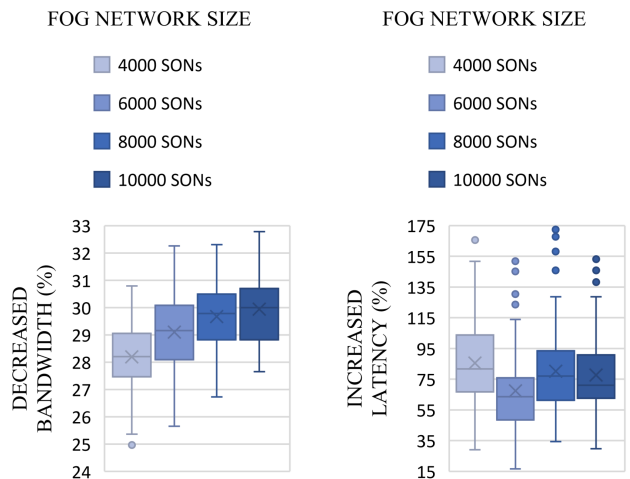 FOG NETWORK SIZE
4000 SONs
6000 SONs
8000 SONs
10000 SONs
33
32
31
30
29
28
27
26
25
24
DECREASED
BANDWIDTH (%)
FOG NETWORK SIZE
4000 SONs
6000 SONs
8000 SONs
10000 SONs
175
155
135
115
95
75
55
35
15
INCREASED
LATENCY (%)